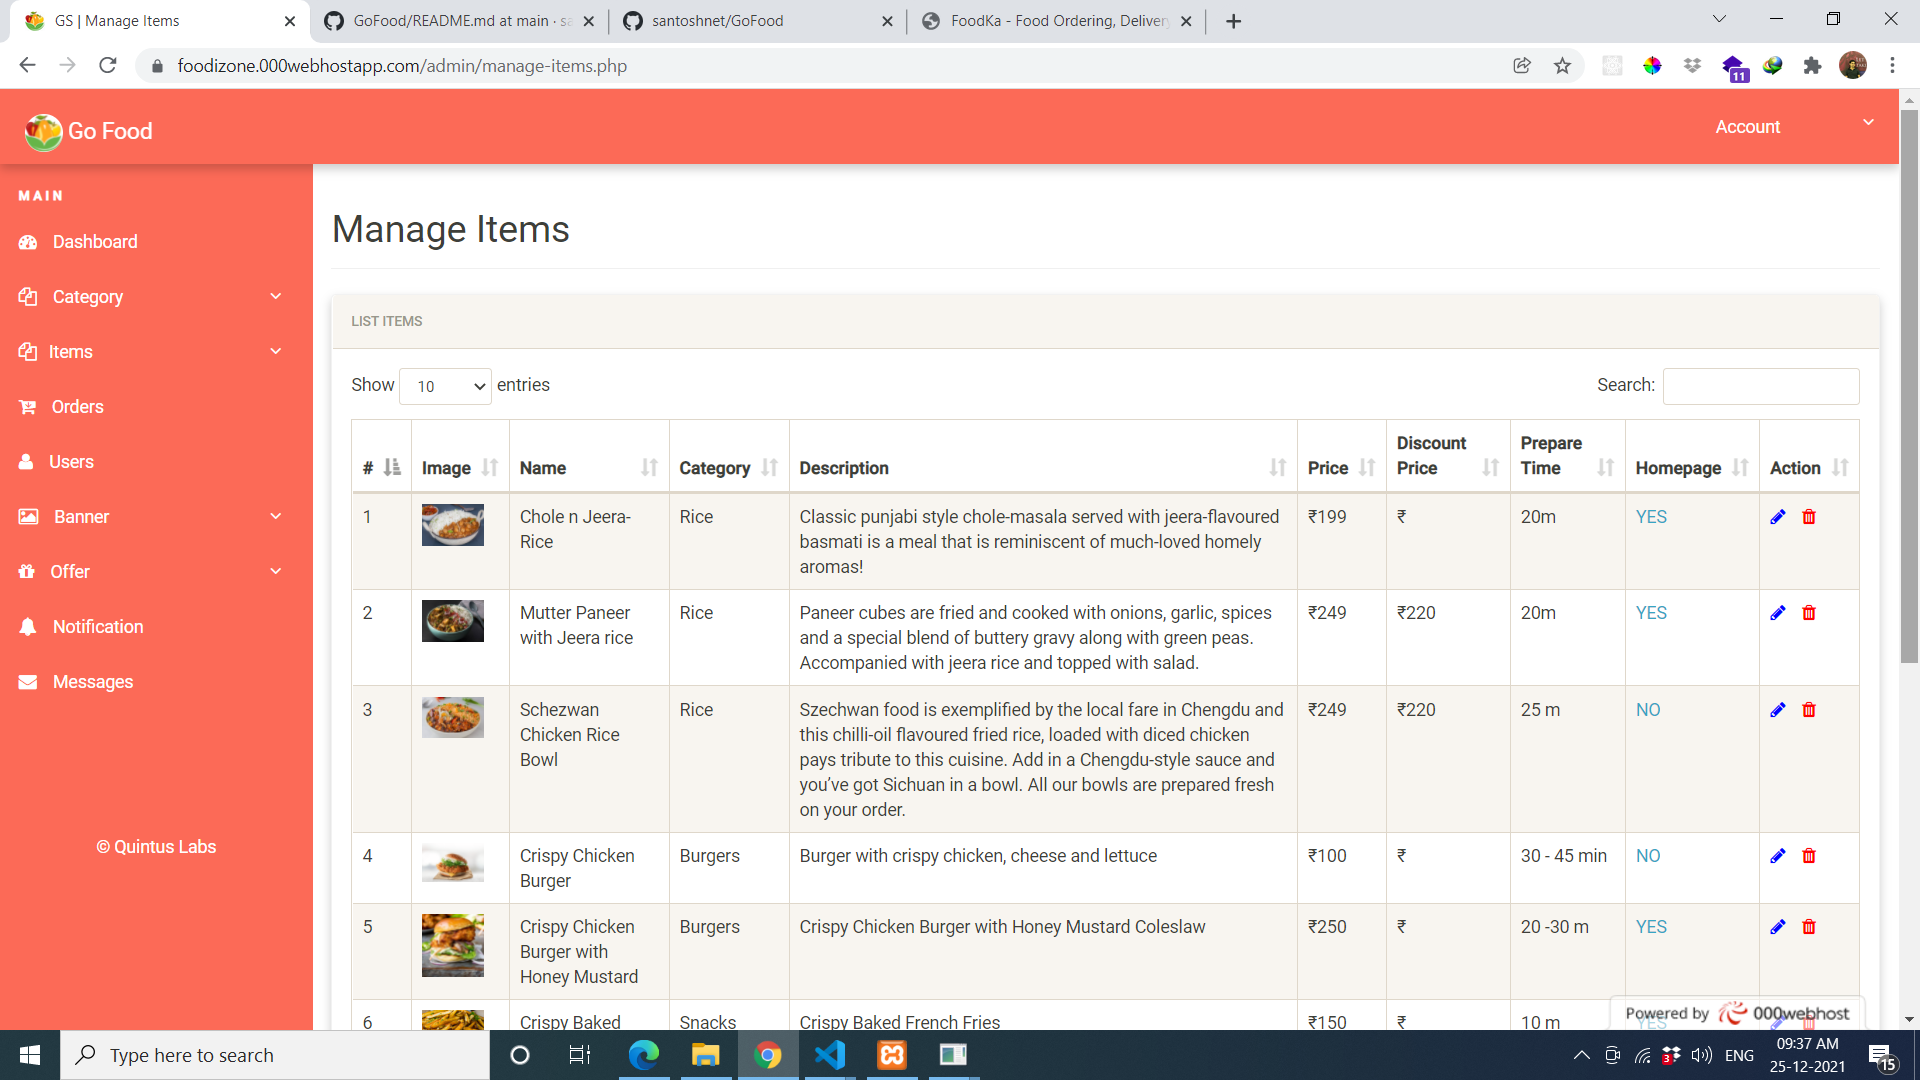 GS | Manage Items
GoFood/README.md at main · sa
santoshnet/GoFood
FoodKa - Food Ordering, Delivery
foodizone.000webhostapp.com/admin/manage-items.php
11
Go Food
Account
MAIN
Dashboard
Category
Items
Orders
Users
Banner
Offer
Notification
Messages
© Quintus Labs
Manage Items
LIST ITEMS
Show 10 entries
Search:
# Image Name Category Description Price Discount Price Prepare Time Homepage Action
1 Chole n Jeera- Rice ₹199 ₹ 20m YES
Rice
Classic punjabi style chole-masala served with jeera-flavoured
basmati is a meal that is reminiscent of much-loved homely
aromas!
2 Mutter Paneer Rice ₹249 ₹220 20m YES
with Jeera rice
Paneer cubes are fried and cooked with onions, garlic, spices
and a special blend of buttery gravy along with green peas.
Accompanied with jeera rice and topped with salad.
3 Schezwan Rice ₹249 ₹220 25 m NO
Chicken Rice
Bowl
Szechwan food is exemplified by the local fare in Chengdu and
this chilli-oil flavoured fried rice, loaded with diced chicken
pays tribute to this cuisine. Add in a Chengdu-style sauce and
you've got Sichuan in a bowl. All our bowls are prepared fresh
on your order.
4 Crispy Chicken Burgers Burger with crispy chicken, cheese and lettuce ₹100 ₹ 30 - 45 min NO
Burger
5 Crispy Chicken Burgers Crispy Chicken Burger with Honey Mustard Coleslaw ₹250 ₹ 20 -30 m YES
Burger with
Honey Mustard
6 Crispy Baked Snacks Crispy Baked French Fries ₹150 ₹ 10 m YES
Powered by 000webhost
Type here to search
3
ENG
09:37 AM
25-12-2021
15